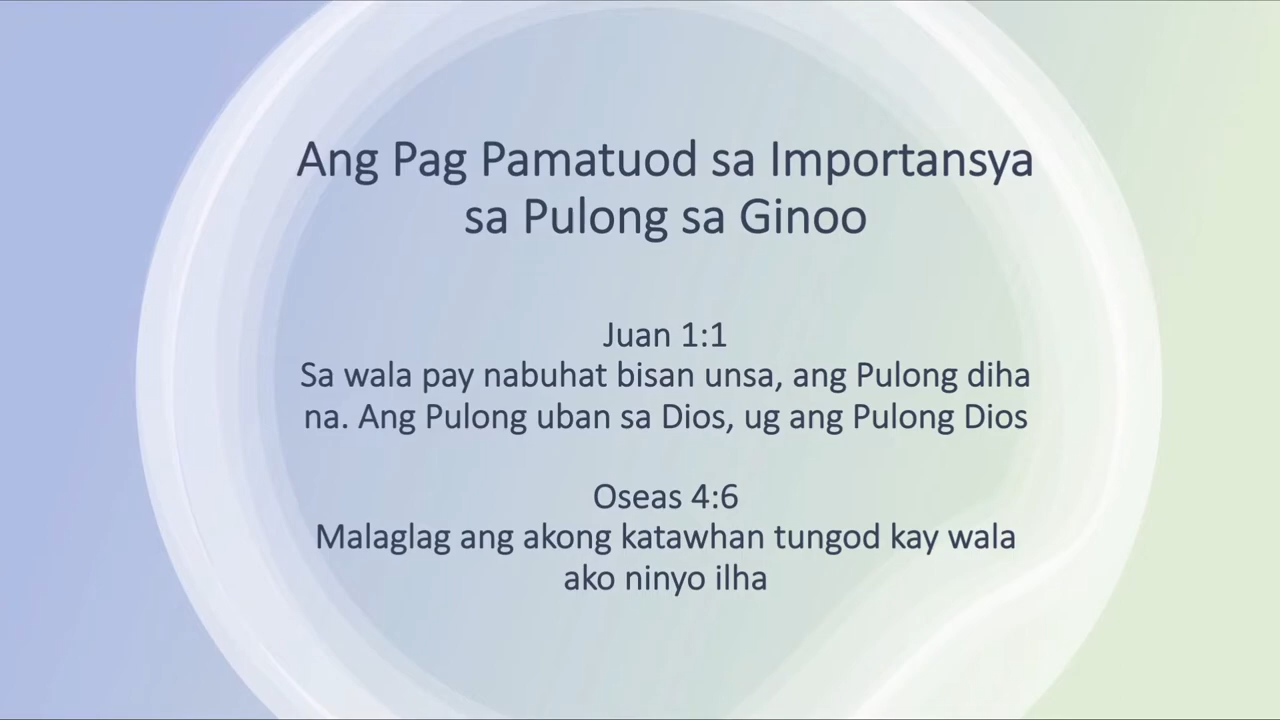 Ang Pag Pamatuod sa Importansya
sa Pulong sa Ginoo
Juan 1:1
Sa wala pay nabuhat bisan unsa, ang Pulong diha
na. Ang Pulong uban sa Dios, ug ang Pulong Dios
Oseas 4:6
Malaglag ang akong katawhan tungod kay wala
ako ninyo ilha